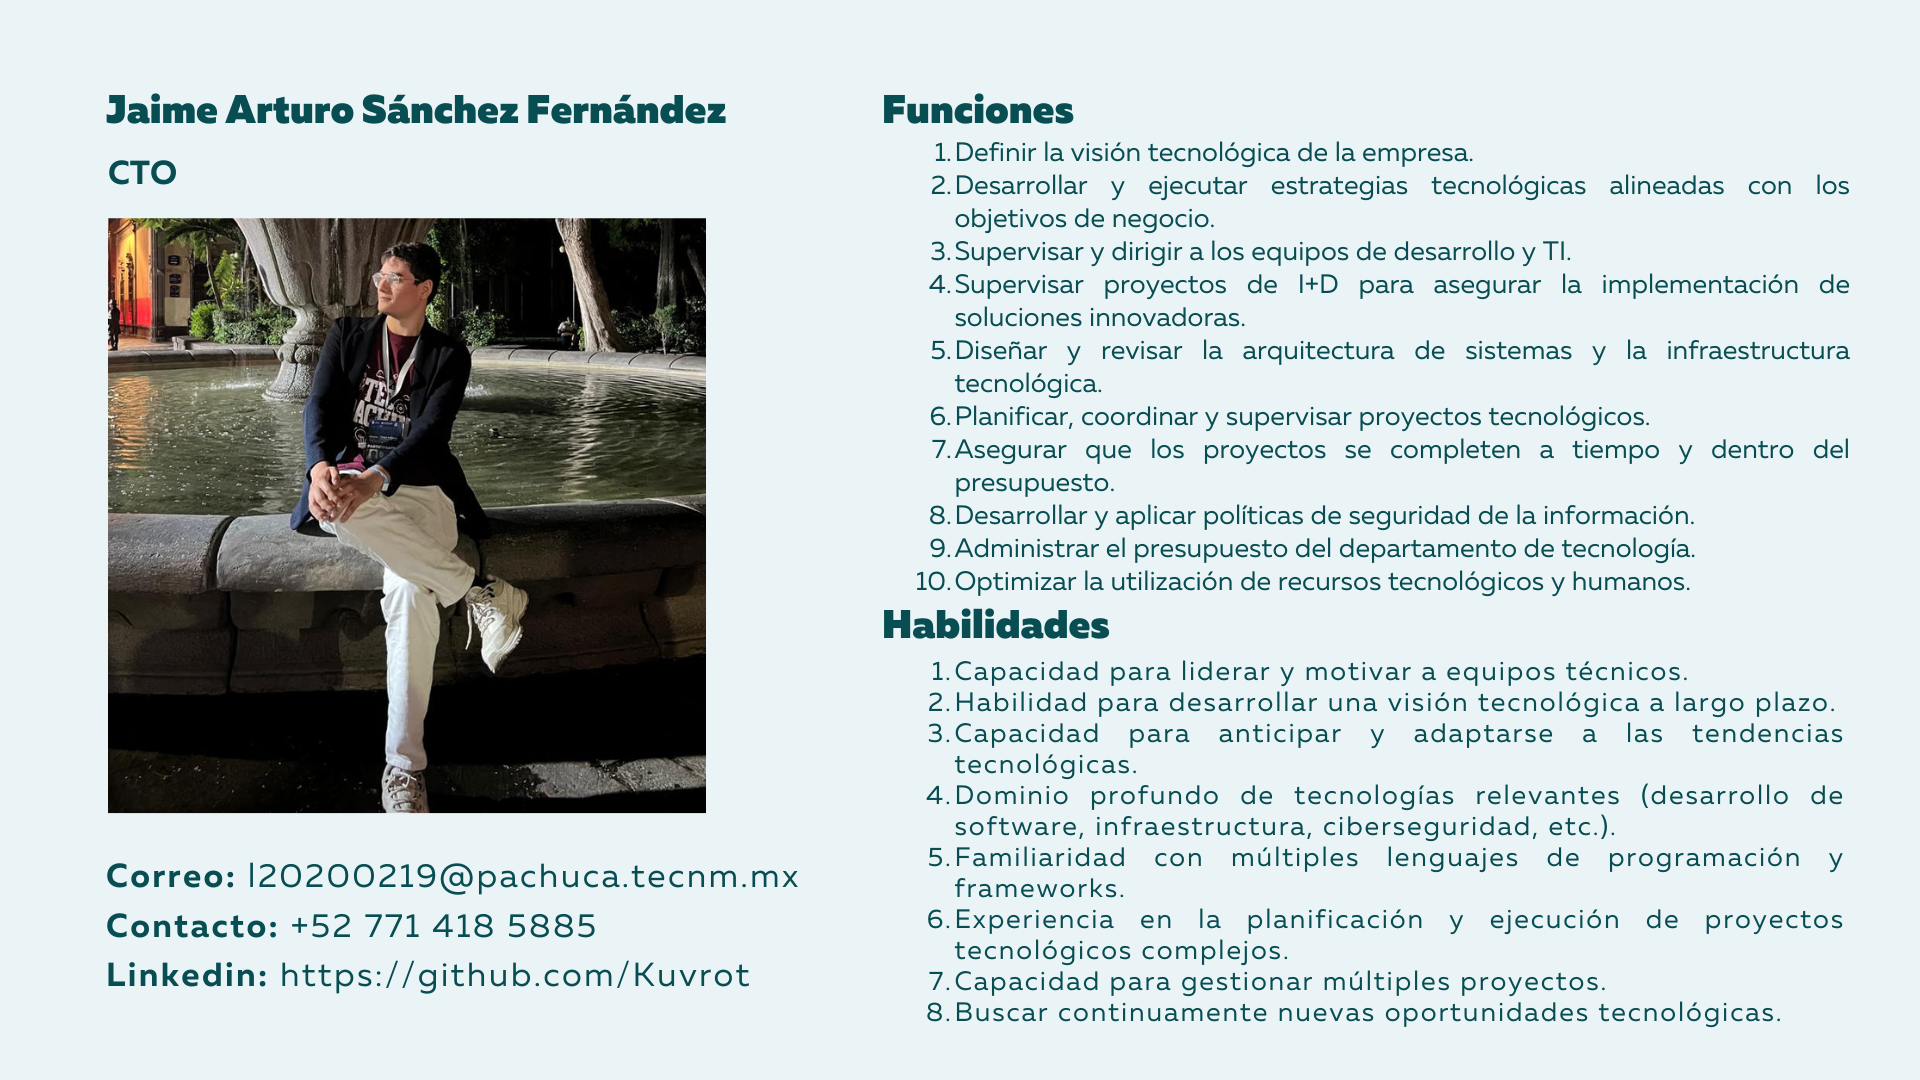 Jaime Arturo Sánchez Fernández
CTO
Correo: l20200219@pachuca.tecnm.mx
Contacto: +52 771 418 5885
Linkedin: https://github.com/Kuvrot
Funciones
1. Definir la visión tecnológica de la empresa.
2. Desarrollar y ejecutar estrategias tecnológicas alineadas con los
objetivos de negocio.
3. Supervisar y dirigir a los equipos de desarrollo y TI.
4. Supervisar proyectos de I+D para asegurar la implementación de
soluciones innovadoras.
5. Diseñar y revisar la arquitectura de sistemas y la infraestructura
tecnológica.
6. Planificar, coordinar y supervisar proyectos tecnológicos.
7. Asegurar que los proyectos se completen a tiempo y dentro del
presupuesto.
8. Desarrollar y aplicar políticas de seguridad de la información.
9. Administrar el presupuesto del departamento de tecnología.
10. Optimizar la utilización de recursos tecnológicos y humanos.
Habilidades
1. Capacidad para liderar y motivar a equipos técnicos.
2. Habilidad para desarrollar una visión tecnológica a largo plazo.
3. Capacidad para anticipar y adaptarse a las tendencias
tecnológicas.
4. Dominio profundo de tecnologías relevantes (desarrollo de
software, infraestructura, ciberseguridad, etc.).
5. Familiaridad con múltiples lenguajes de programación y
frameworks.
6. Experiencia en la planificación y ejecución de proyectos
tecnológicos complejos.
7. Capacidad para gestionar múltiples proyectos.
8. Buscar continuamente nuevas oportunidades tecnológicas.